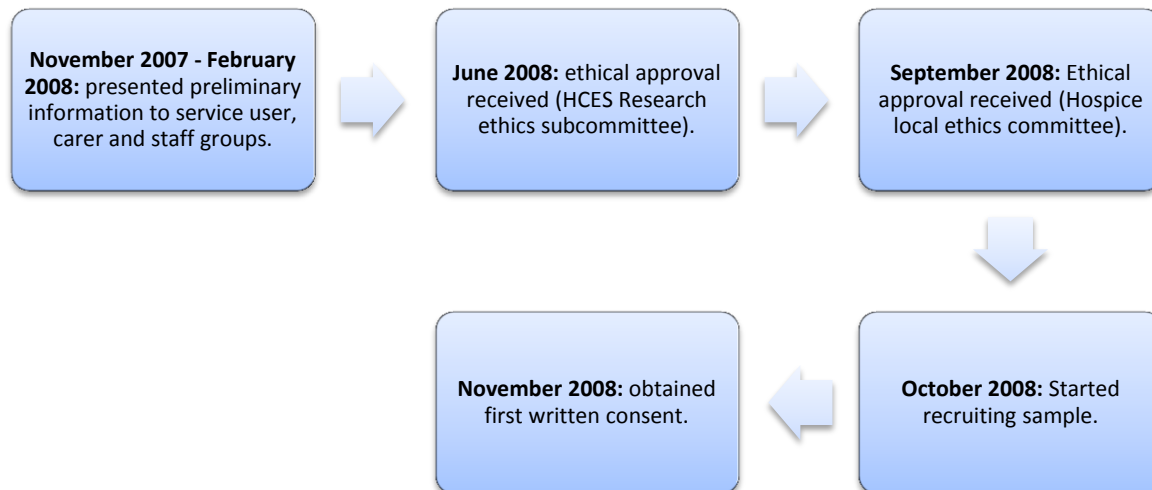 November 2007 - February
2008: presented preliminary
information to service user,
carer and staff groups.
June 2008: ethical approval
received (HCES Research
ethics subcommittee).
September 2008: Ethical
approval received (Hospice
local ethics committee).
October 2008: Started
recruiting sample.
November 2008: obtained
first written consent.